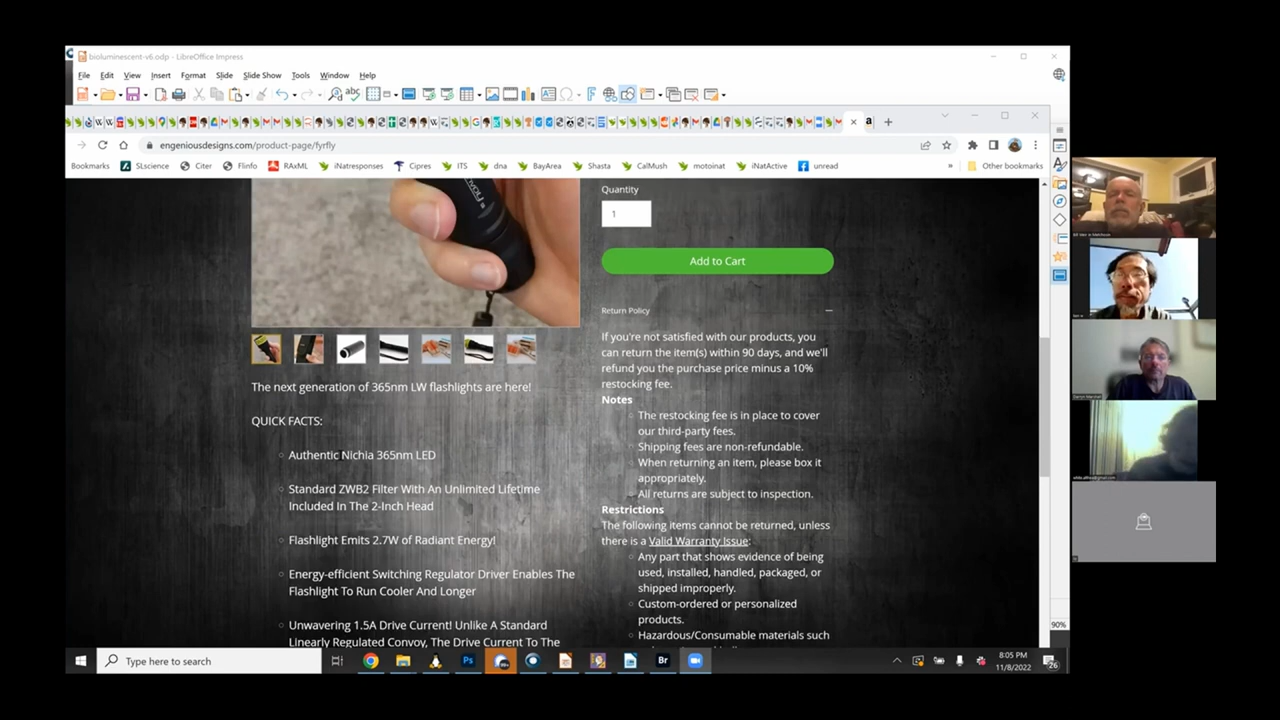 bioluminescent-v6.odp - LibreOffice Impress
File Edit View Insert Format Slide Slide Show Tools Window Help
engeniousdesigns.com/product-page/fyrfly
Bookmarks SLscience Citer Flinfo RAxML iNatresponses Cipres ITS dna BayArea Shasta CalMush motoinat iNatActive unread » Other bookmarks
Quantity
1
Add to Cart
Return Policy
If you're not satisfied with our products, you
can return the item(s) within 90 days, and we'll
refund you the purchase price minus a 10%
restocking fee.
Notes
The restocking fee is in place to cover
our third-party fees.
Shipping fees are non-refundable.
When returning an item, please box it
appropriately.
All returns are subject to inspection.
Restrictions
The following items cannot be returned, unless
there is a Valid Warranty Issue:
Any part that shows evidence of being
used, installed, handled, packaged, or
shipped improperly.
Custom-ordered or personalized
products.
Hazardous/Consumable materials such
The next generation of 365nm LW flashlights are here!
QUICK FACTS:
Authentic Nichia 365nm LED
Standard ZWB2 Filter With An Unlimited Lifetime
Included In The 2-Inch Head
Flashlight Emits 2.7W of Radiant Energy!
Energy-efficient Switching Regulator Driver Enables The
Flashlight To Run Cooler And Longer
Unwavering 1.5A Drive Current! Unlike A Standard
Linearly Regulated Convoy, The Drive Current To The
90%
Type here to search
8:05 PM
11/8/2022
26